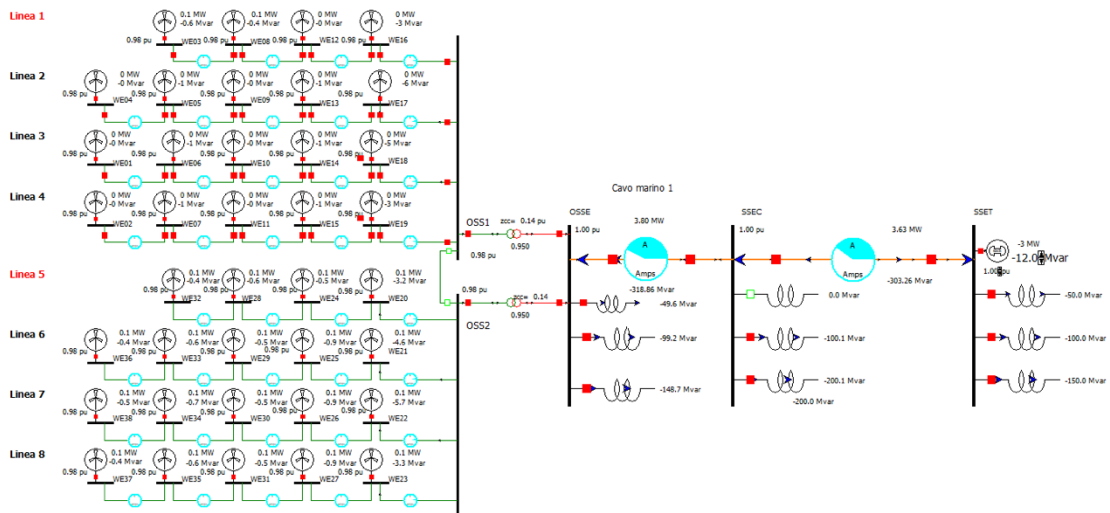 Linea 1
0.1 MW 0.1 MW 0 MW 0 MW
-0.6 Mvar -0.4 Mvar -0 Mvar -3 Mvar
0.98 pu WE03 0.98 pu WE08 0.98 pu WE12 0.98 pu WE16
Linea 2
0 MW 0 MW 0 MW 0 MW 0 MW
-0 Mvar -1 Mvar -0 Mvar -1 Mvar -6 Mvar
0.98 pu WE04 0.98 pu WE05 0.98 pu WE09 0.98 pu WE13 0.98 pu WE17
Linea 3
0 MW 0 MW 0 MW 0 MW 0 MW
-0 Mvar -1 Mvar -0 Mvar -1 Mvar -5 Mvar
0.98 pu WE01 WE06 0.98 pu WE10 0.98 pu WE14 0.98 pu WE18
Linea 4
0 MW 0 MW 0 MW 0 MW 0 MW
-0 Mvar -1 Mvar -0 Mvar -1 Mvar -3 Mvar
0.98 pu WE02 0.98 pu WE07 0.98 pu WE11 0.98 pu WE15 0.98 pu WE19
OSS1
zcc= 0.14 pu
0.950
0.98 pu
Cavo marino 1
OSSE
3.80 MW
SSEC
3.63 MW
SSET
1.00 pu
A
Amps
-318.86 Mvar
1.00 pu
A
Amps
-303.26 Mvar
-3 MW
-12.0 Mvar
1.00 pu
Linea 5
0.1 MW 0.1 MW 0.1 MW 0.1 MW
-0.4 Mvar -0.6 Mvar -0.5 Mvar -3.2 Mvar
0.98 pu WE32 0.98 pu WE28 0.98 pu WE24 0.98 pu WE20
0.98 pu
zcc= 0.14
0.950
OSS2
-49.6 Mvar
0.0 Mvar
-50.0 Mvar
Linea 6
0.1 MW 0.1 MW 0.1 MW 0.1 MW 0.1 MW
-0.4 Mvar -0.6 Mvar -0.5 Mvar -0.9 Mvar -4.6 Mvar
0.98 pu WE36 0.98 pu WE33 0.98 pu WE29 0.98 pu WE25 0.98 pu WE21
-99.2 Mvar
-100.1 Mvar
-100.0 Mvar
Linea 7
0.1 MW 0.1 MW 0.1 MW 0.1 MW 0.1 MW
-0.5 Mvar -0.7 Mvar -0.5 Mvar -0.9 Mvar -5.7 Mvar
0.98 pu WE38 0.98 pu WE34 0.98 pu WE30 0.98 pu WE26 0.98 pu WE22
-148.7 Mvar
-200.1 Mvar
-200.0 Mvar
-150.0 Mvar
Linea 8
0.1 MW 0.1 MW 0.1 MW 0.1 MW 0.1 MW
-0.4 Mvar -0.6 Mvar -0.5 Mvar -0.9 Mvar -3.3 Mvar
0.98 pu WE37 0.98 pu WE35 0.98 pu WE31 0.98 pu WE27 0.98 pu WE23